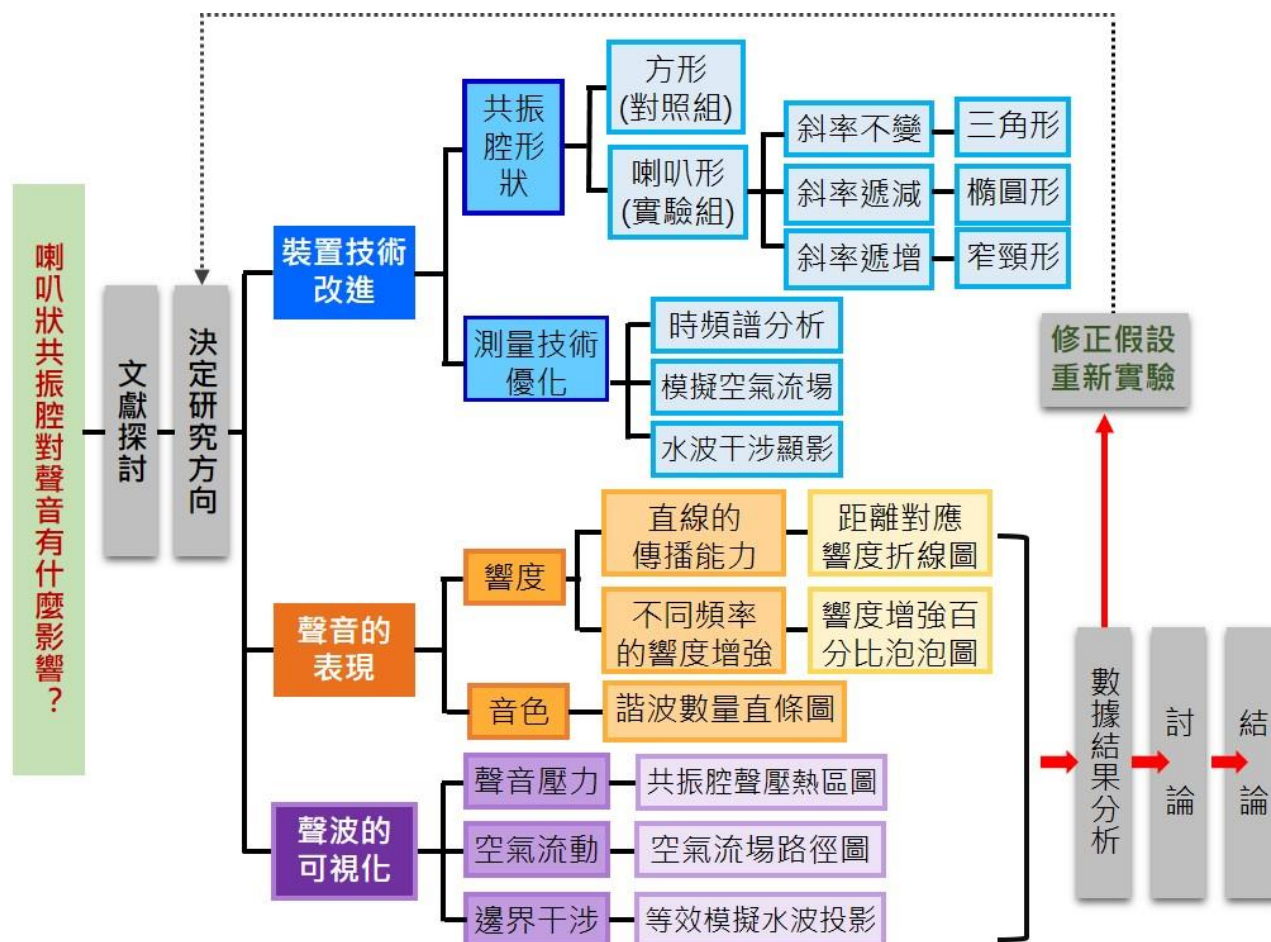 喇叭狀共振腔對聲音有什麼影響？
文獻探討
決定研究方向
裝置技術
改進
共振
腔形
狀
方形
(對照組)
喇叭形
(實驗組)
斜率不變
三角形
斜率遞減
橢圓形
斜率遞增
窄頸形
測量技術
優化
時頻譜分析
模擬空氣流場
水波干涉顯影
聲音的
表現
響度
直線的
傳播能力
距離對應
響度折線圖
不同頻率
的響度增強
響度增強百
分比泡泡圖
音色
諧波數量直條圖
聲波的
可視化
聲音壓力
共振腔聲壓熱區圖
空氣流動
空氣流場路徑圖
邊界干涉
等效模擬水波投影
修正假設
重新實驗
數據結果分析
討論
結論